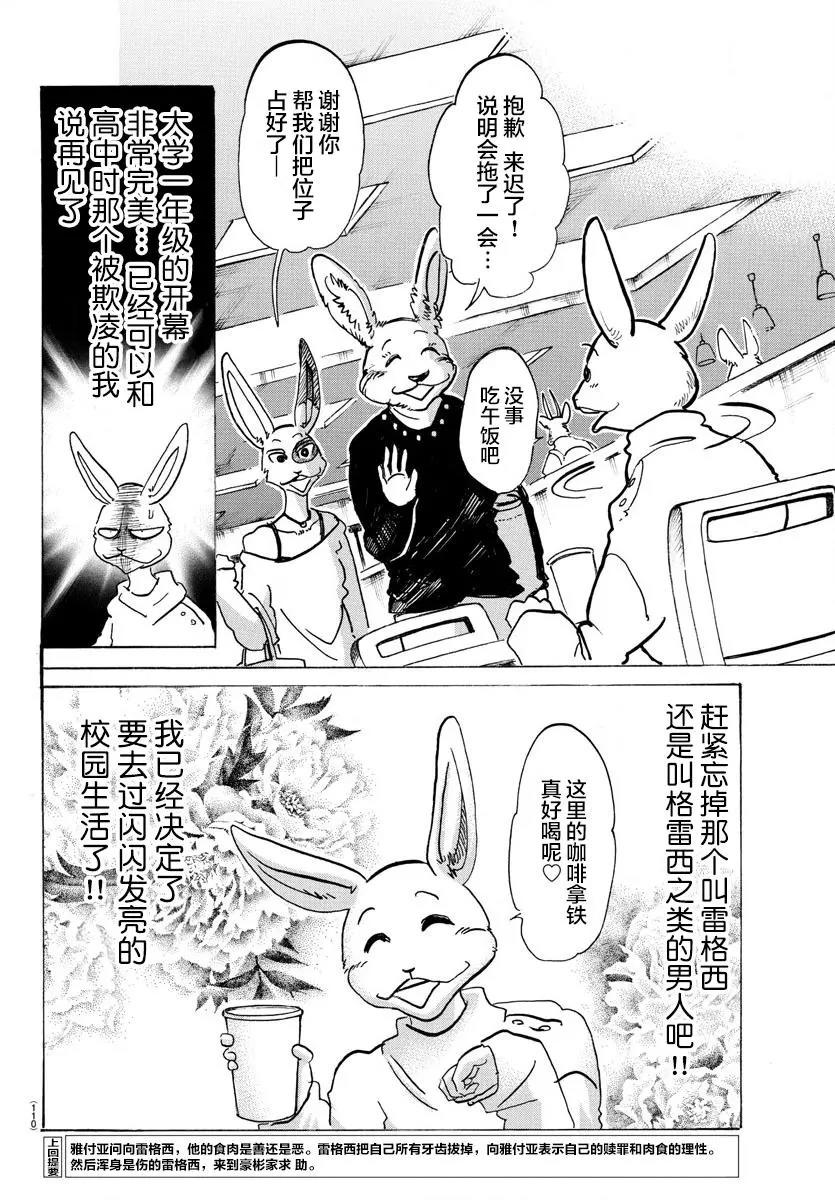 抱歉 来迟了!
说明会拖了一会…
谢谢你
帮我们把位子
占好了—
没事
吃午饭吧
大学一年级的开幕
非常完美…已经可以和
高中时那个被欺凌的我
说再见了
赶紧忘掉那个叫雷格西
还是叫格雷西之类的男人吧!!
这里的咖啡拿铁
真好喝呢♡
我已经决定了
要去过闪闪发亮的
校园生活了!!
(110)
上回提要
雅付亚问向雷格西,他的食肉是善还是恶。雷格西把自己所有牙齿拔掉,向雅付亚表示自己的赎罪和肉食的理性。
然后浑身是伤的雷格西,来到豪彬家求 助。